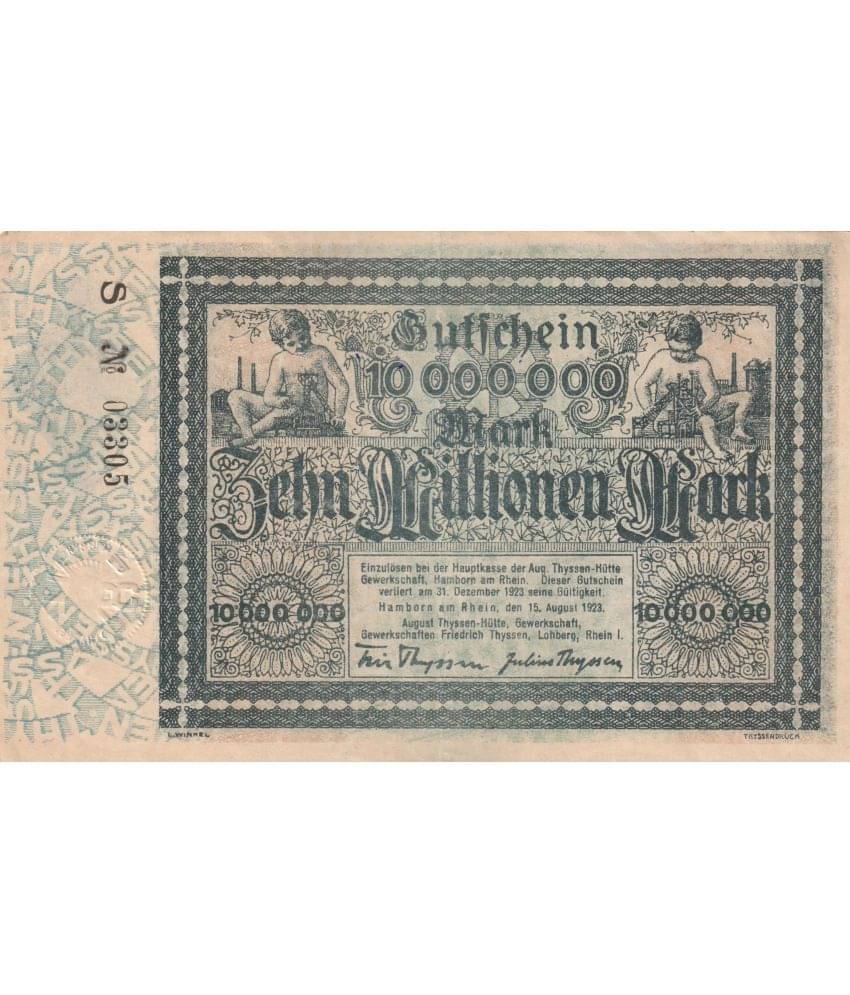 S № 03305
Gutschein
10 000 000
Mark
Zehn Millionen Mark
Einzulösen bei der Hauptkasse der Aug. Thyssen-Hütte
Gewerkschaft, Hamborn am Rhein. Dieser Gutschein
verliert am 31. Dezember 1923 seine Gültigkeit.
Hamborn am Rhein, den 15. August 1923.
August Thyssen-Hütte, Gewerkschaft,
Gewerkschaften Friedrich Thyssen, Lohberg, Rhein I.
10 000 000
10 000 000
Fritz Thyssen Julius Thyssen
L. WINKEL
THYSSENDRUCK